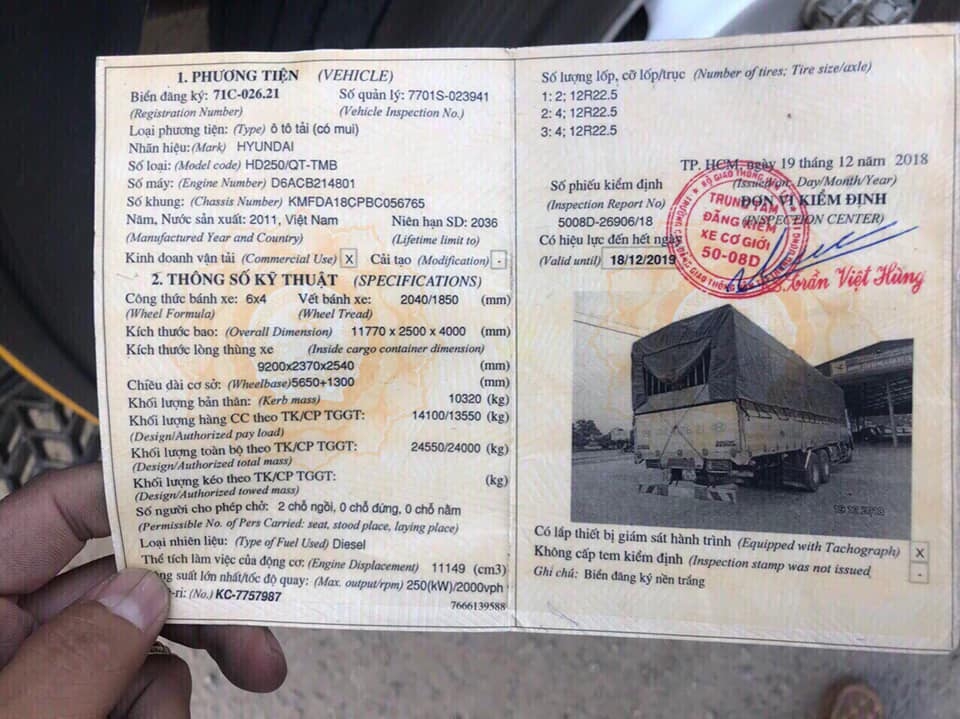 1. PHƯƠNG TIỆN (VEHICLE)
Biển đăng ký: 71C-026.21 Số quản lý: 7701S-023941
(Registration Number) (Vehicle Inspection No.)
Loại phương tiện: (Type) ô tô tải (có mui)
Nhãn hiệu: (Mark) HYUNDAI
Số loại: (Model code) HD250/QT-TMB
Số máy: (Engine Number) D6ACB214801
Số khung: (Chassis Number) KMFDA18CPBC056765
Năm, Nước sản xuất: 2011, Việt Nam Niên hạn SD: 2036
(Manufactured Year and Country) (Lifetime limit to)
Kinh doanh vận tải (Commercial Use) X Cải tạo (Modification) -
2. THÔNG SỐ KỸ THUẬT (SPECIFICATIONS)
Công thức bánh xe: 6x4 Vết bánh xe: 2040/1850 (mm)
(Wheel Formula) (Wheel Tread)
Kích thước bao: (Overall Dimension) 11770 x 2500 x 4000 (mm)
Kích thước lòng thùng xe (Inside cargo container dimension)
9200x2370x2540 (mm)
Chiều dài cơ sở: (Wheelbase) 5650+1300 (mm)
Khối lượng bản thân: (Kerb mass) 10320 (kg)
Khối lượng hàng CC theo TK/CP TGGT: 14100/13550 (kg)
(Design/Authorized pay load)
Khối lượng toàn bộ theo TK/CP TGGT: 24550/24000 (kg)
(Design/Authorized total mass)
Khối lượng kéo theo TK/CP TGGT: (kg)
(Design/Authorized towed mass)
Số người cho phép chở: 2 chỗ ngồi, 0 chỗ đứng, 0 chỗ nằm
(Permissible No. of Pers Carried: seat, stood place, laying place)
Loại nhiên liệu: (Type of Fuel Used) Diesel
Thể tích làm việc của động cơ: (Engine Displacement) 11149 (cm3)
suất lớn nhất/tốc độ quay: (Max. output/rpm) 250(kW)/2000vph
(No.) KC-7757987
7666139588
Số lượng lốp, cỡ lốp/trục (Number of tires; Tire size/axle)
1: 2; 12R22.5
2: 4; 12R22.5
3: 4; 12R22.5
TP. HCM, ngày 19 tháng 12 năm 2018
(Issued on: Day/Month/Year)
Số phiếu kiểm định ĐƠN VỊ KIỂM ĐỊNH
(Inspection Report No) (INSPECTION CENTER)
5008D-26906/18
Có hiệu lực đến hết ngày
(Valid until) 18/12/2019
TRUNG TÂM
ĐĂNG KIỂM
XE CƠ GIỚI
50-08D
Trần Việt Hùng
19.12.2018
Có lắp thiết bị giám sát hành trình (Equipped with Tachograph) X
Không cấp tem kiểm định (Inspection stamp was not issued -
Ghi chú: Biển đăng ký nền trắng